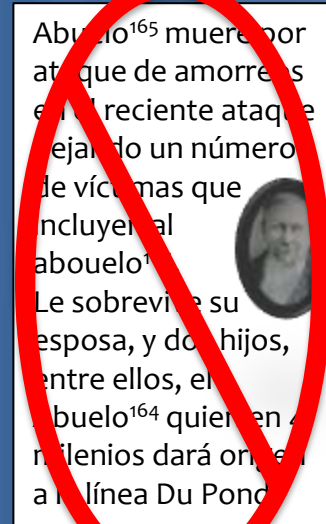 Abuelo¹⁶⁵ muere por
ataque de amorreos
en el reciente ataque
dejando un número
de víctimas que
incluyen al
abouelo
Le sobrevive su
esposa, y dos hijos,
entre ellos, el
Abuelo¹⁶⁴ quien en 4
milenios dará origen
a la línea Du Pond